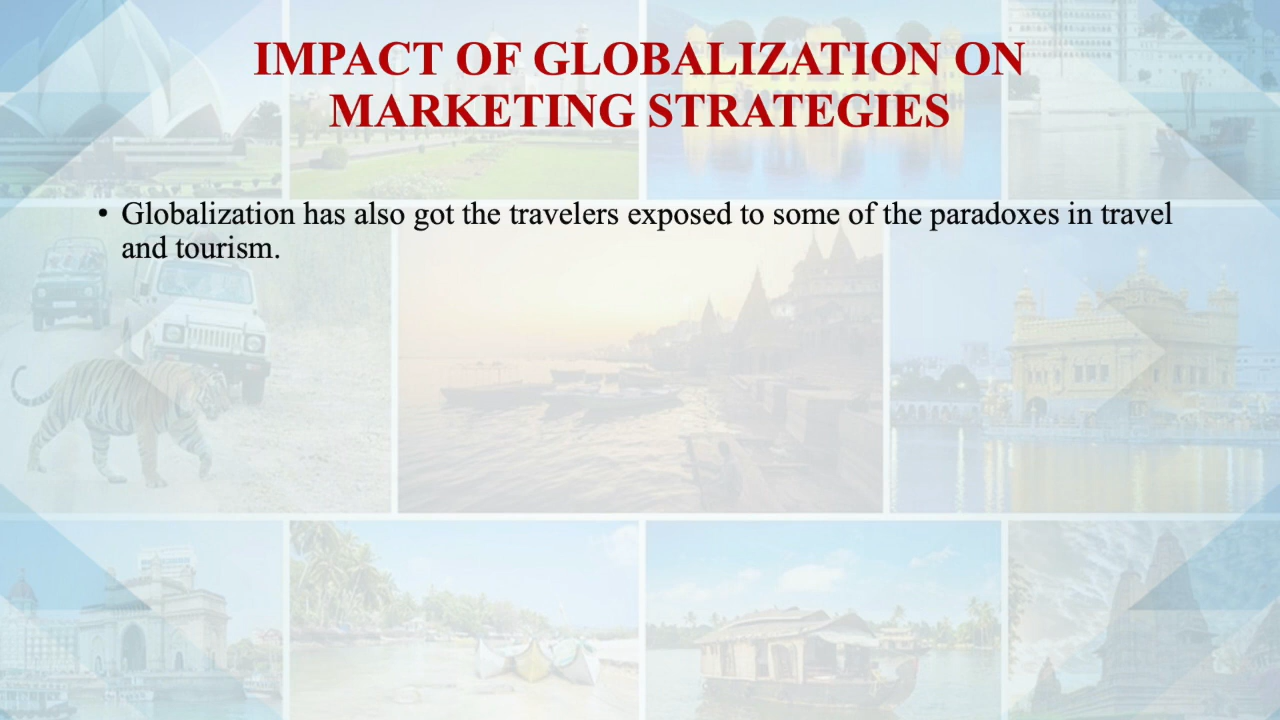 IMPACT OF GLOBALIZATION ON
MARKETING STRATEGIES
• Globalization has also got the travelers exposed to some of the paradoxes in travel
and tourism.